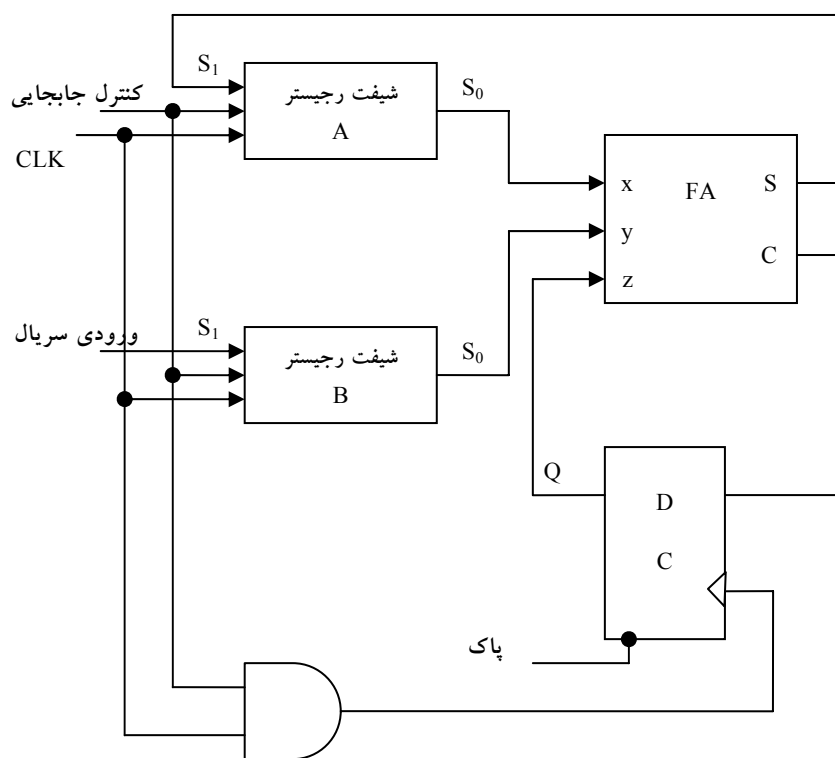 S1
شیفت رجیستر
A
S0
کنترل جابجایی
CLK
x
FA
S
y
C
z
ورودی سریال
S1
شیفت رجیستر
B
S0
Q
D
C
پاک